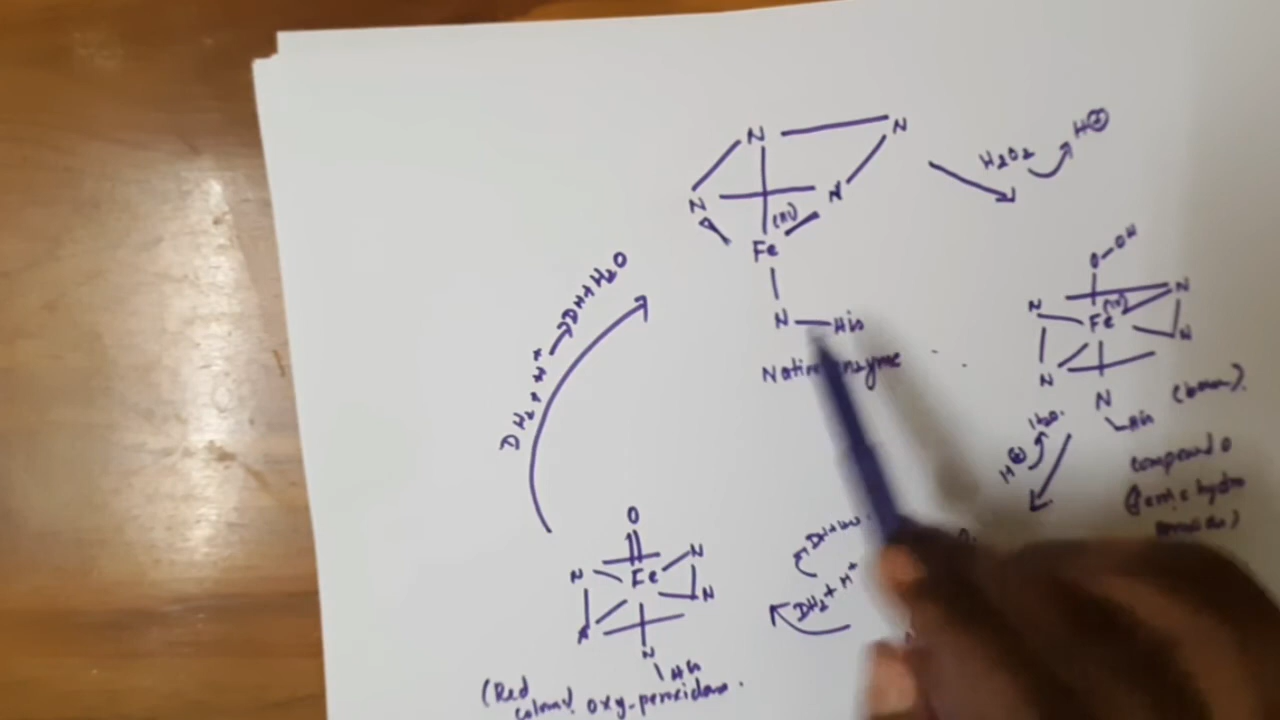 N N
H₂O₂ H⊕
N N
(III)
Fe
N—His
Native enzyme
DH₂ + H⁺ → DH + H₂O
O—OH
N N
Fe
N N
N
His
(brown)
H⊕ H₂O
compound 0
O
N N
Fe
N
N
His
(Red
colour) oxy-peroxidase.
DH₂ + H⁺